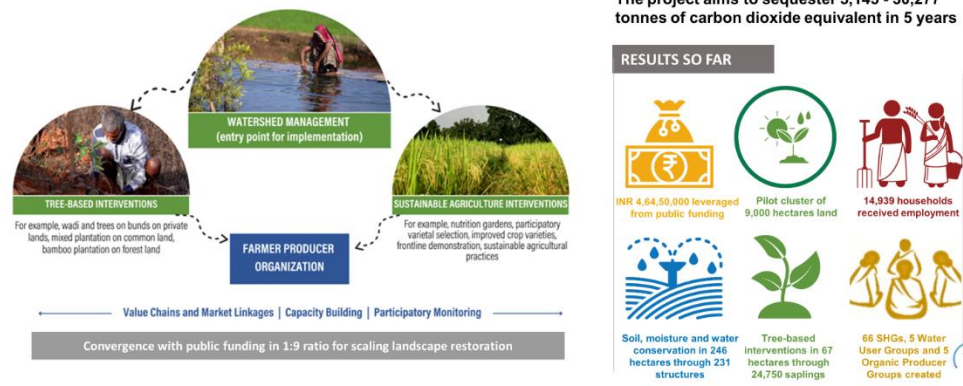 The project aims to sequester
tonnes of carbon dioxide equivalent in 5 years
WATERSHED MANAGEMENT
(entry point for implementation)
TREE-BASED INTERVENTIONS
For example, wadi and trees on bunds on private
lands, mixed plantation on common land,
bamboo plantation on forest land
SUSTAINABLE AGRICULTURE INTERVENTIONS
For example, nutrition gardens, participatory
varietal selection, improved crop varieties,
frontline demonstration, sustainable agricultural
practices
FARMER PRODUCER
ORGANIZATION
Value Chains and Market Linkages | Capacity Building | Participatory Monitoring
Convergence with public funding in 1:9 ratio for scaling landscape restoration
RESULTS SO FAR
₹
INR 4,64,50,000 leveraged
from public funding
Pilot cluster of
9,000 hectares land
14,939 households
received employment
Soil, moisture and water
conservation in 246
hectares through 231
structures
Tree-based
interventions in 67
hectares through
24,750 saplings
66 SHGs, 5 Water
User Groups and 5
Organic Producer
Groups created